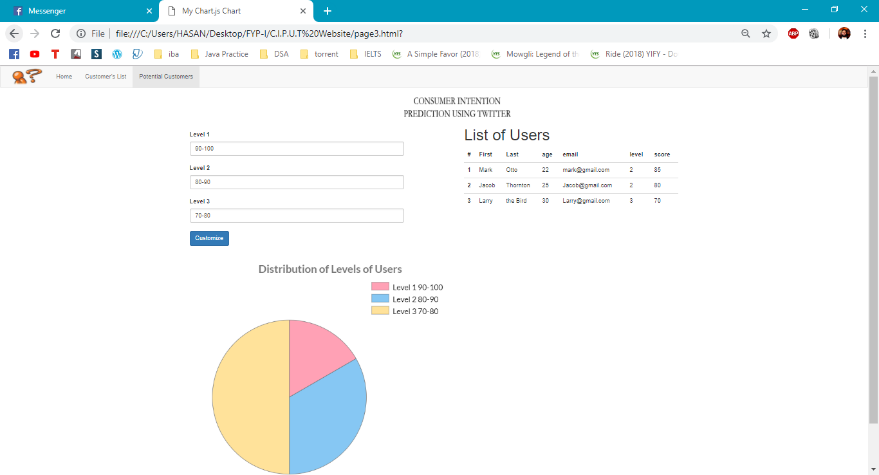 Messenger
My Chart.js Chart
File file:///C:/Users/HASAN/Desktop/FYP-I/C.I.P.U.T%20Website/page3.html?
iba Java Practice DSA torrent IELTS A Simple Favor (2018 Mowgli: Legend of th Ride (2018) YIFY - Do
Home Customer's List Potential Customers
CONSUMER INTENTION
PREDICTION USING TWITTER
Level 1
90-100
Level 2
80-90
Level 3
70-80
Customize
List of Users
# First Last age email level score
1 Mark Otto 22 mark@gmail.com 2 85
2 Jacob Thornton 25 Jacob@gmail.com 2 80
3 Larry the Bird 30 Larry@gmail.com 3 70
Distribution of Levels of Users
Level 1 90-100
Level 2 80-90
Level 3 70-80